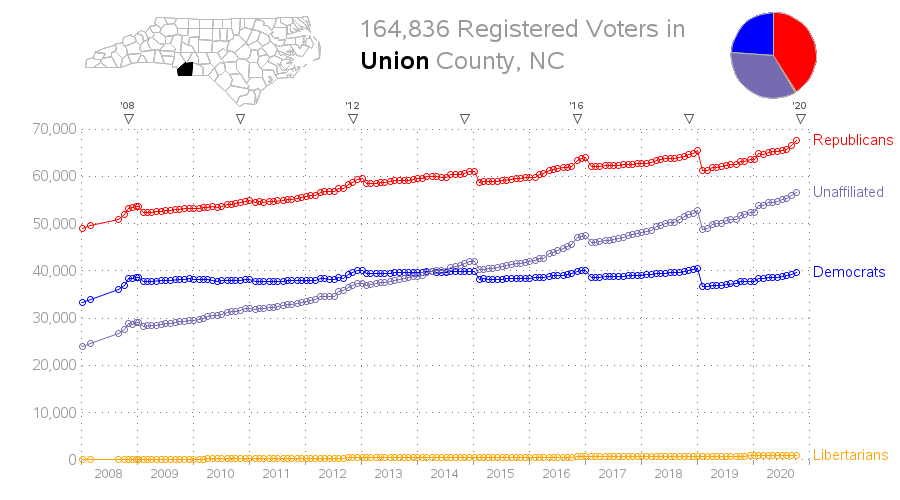 164,836 Registered Voters in
Union County, NC
'08
'12
'16
'20
70,000
Republicans
60,000
Unaffiliated
50,000
40,000
Democrats
30,000
20,000
10,000
0
Libertarians
2008 2009 2010 2011 2012 2013 2014 2015 2016 2017 2018 2019 2020